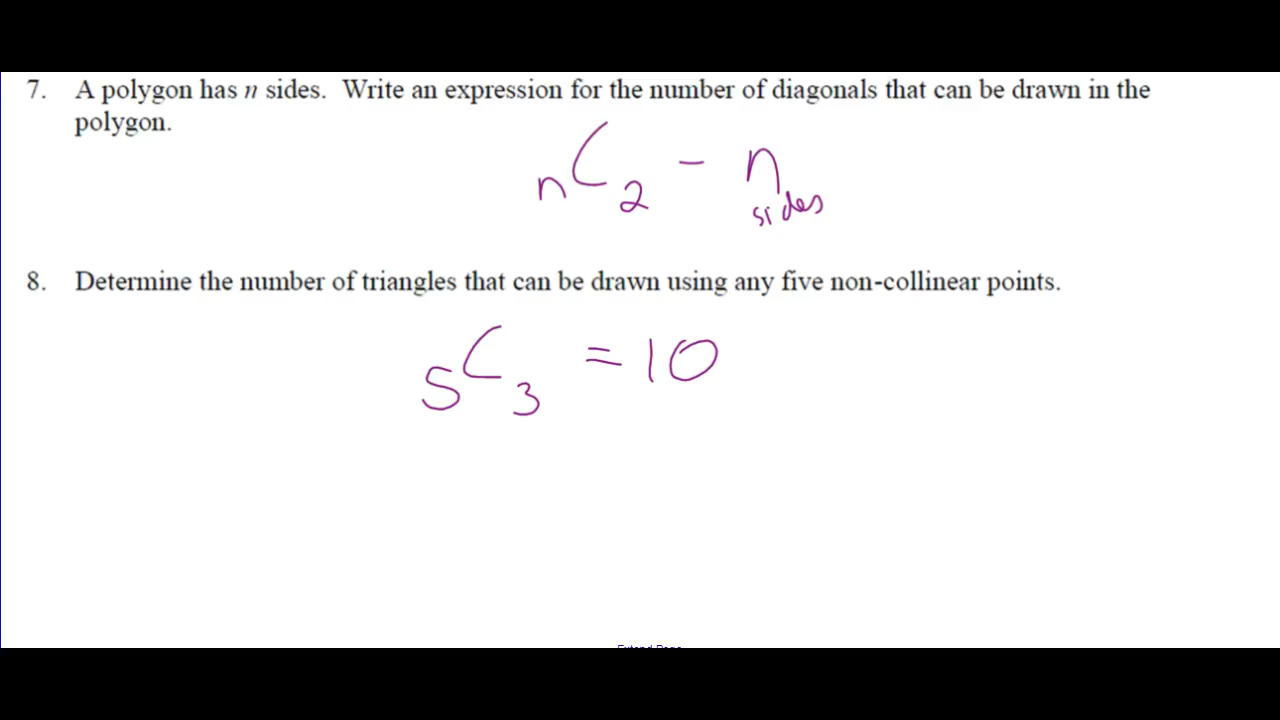 7. A polygon has n sides. Write an expression for the number of diagonals that can be drawn in the
polygon.
nC2 - n
sides
8. Determine the number of triangles that can be drawn using any five non-collinear points.
5C3 = 10